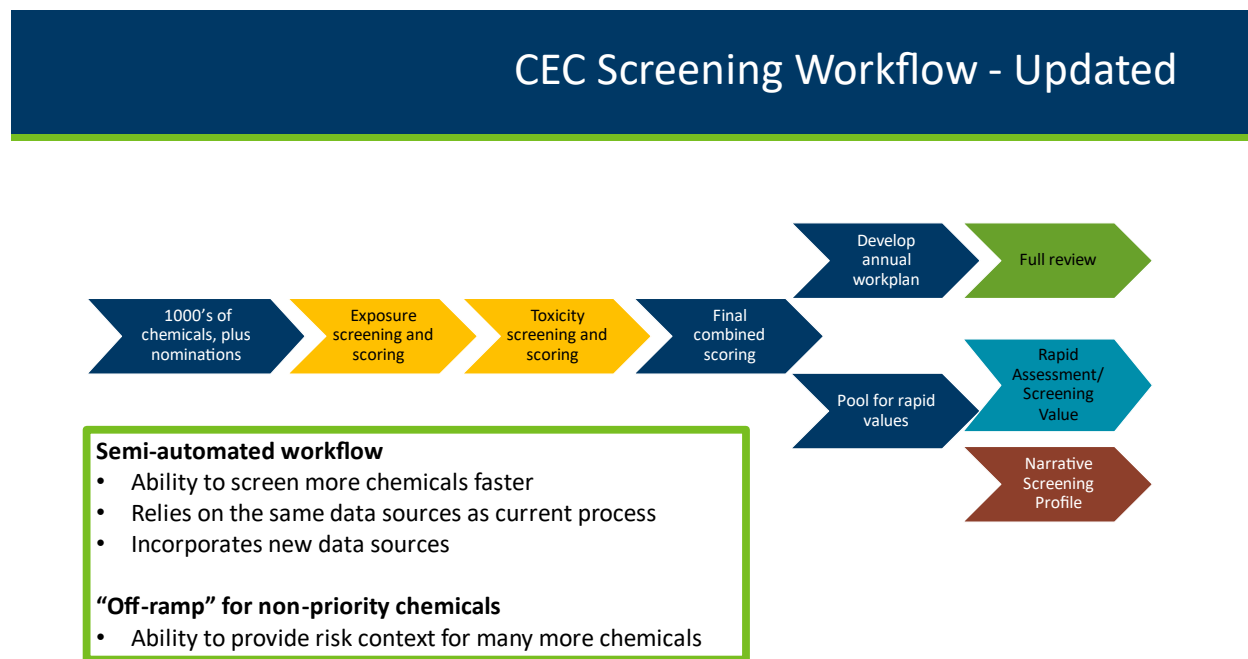 CEC Screening Workflow - Updated
1000's of
chemicals, plus
nominations
Exposure
screening and
scoring
Toxicity
screening and
scoring
Final
combined
scoring
Develop
annual
workplan
Full review
Pool for rapid
values
Rapid
Assessment/
Screening
Value
Narrative
Screening
Profile
Semi-automated workflow
• Ability to screen more chemicals faster
• Relies on the same data sources as current process
• Incorporates new data sources
“Off-ramp” for non-priority chemicals
• Ability to provide risk context for many more chemicals